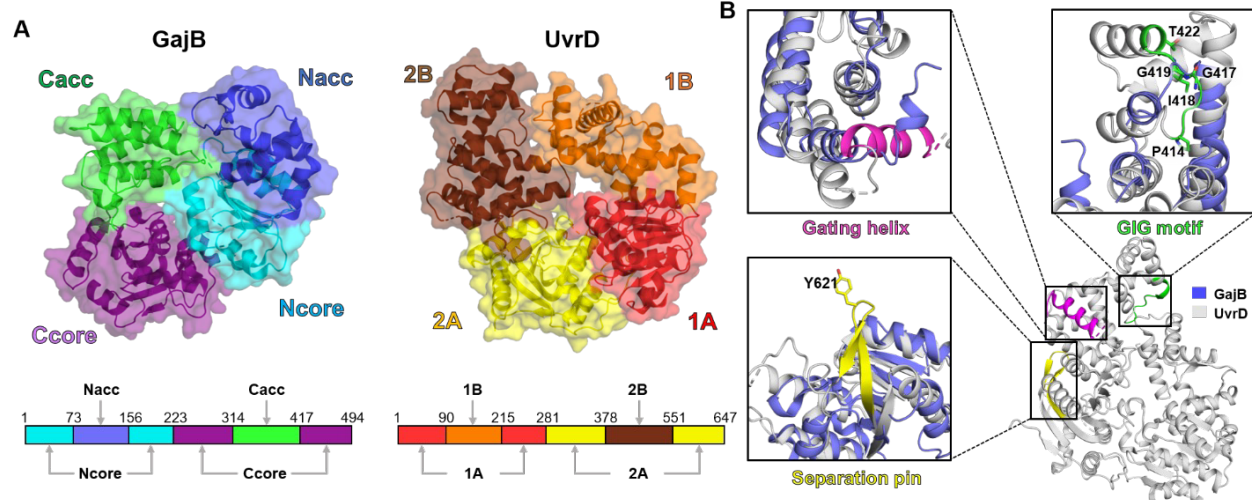 A
GajB
Cacc
Nacc
Ncore
Ccore
UvrD
2B
1B
2A
1A
Nacc
Cacc
1 73 156 223 314 417 494
Ncore
Ccore
1B
2B
1 90 215 281 378 551 647
1A
2A
B
Gating helix
T422
G419
G417
I418
P414
GIG motif
Y621
Separation pin
GajB
UvrD